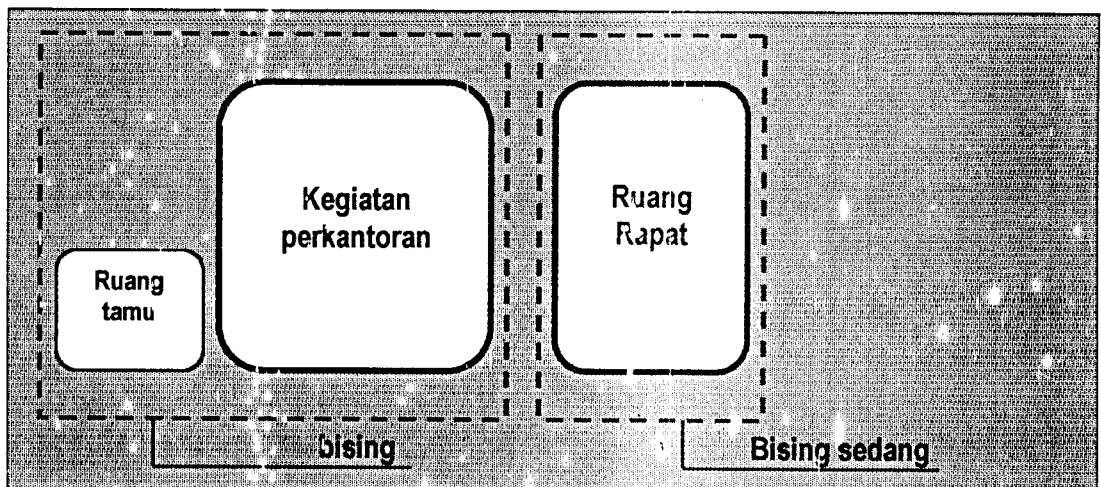 Kegiatan
perkantoran
Ruang
Rapat
Ruang
tamu
bising
Bising sedang